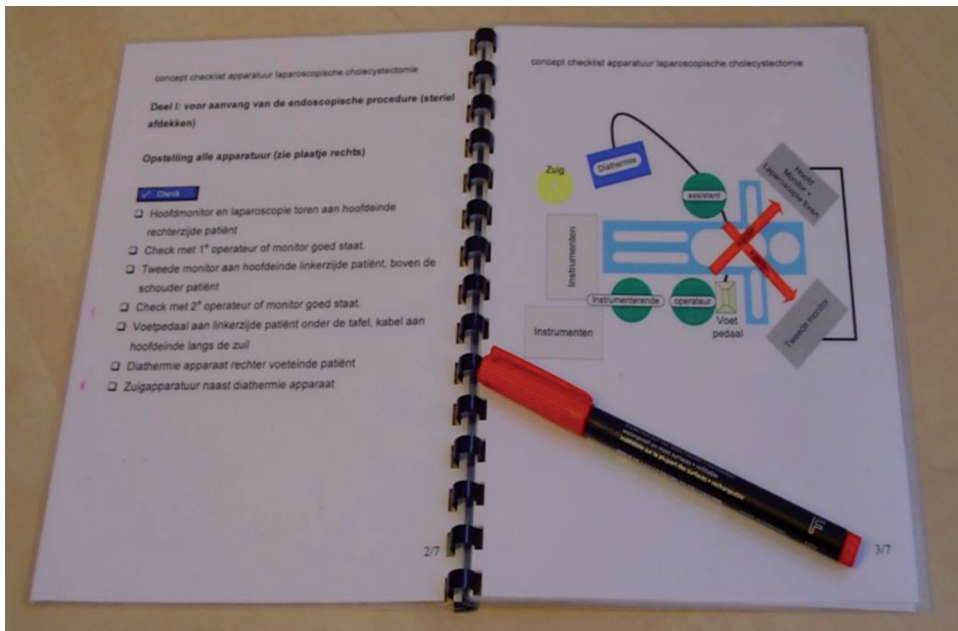 concept checklist apparatuur laparoscopische cholecystectomie
Deel I: voor aanvang van de endoscopische procedure (steriel
afdekken)
Opstelling alle apparatuur (zie plaatje rechts)
✓ Check
❑ Hoofdmonitor en laparoscopie toren aan hoofdeinde
rechterzijde patiënt
❑ Check met 1e operateur of monitor goed staat.
❑ Tweede monitor aan hoofdeinde linkerzijde patiënt, boven de
schouder patiënt
❑ Check met 2e operateur of monitor goed staat.
❑ Voetpedaal aan linkerzijde patiënt onder de tafel, kabel aan
hoofdeinde langs de zuil
❑ Diathermie apparaat rechter voeteinde patiënt
❑ Zuigapparatuur naast diathermie apparaat
2/7
concept checklist apparatuur laparoscopische cholecystectomie
Zuig
Diathermie
assistent
Hoofd
Monitor +
Laparoscopie toren
Instrumenten
Instrumenterende
operateur
Voet
pedaal
Instrumenten
Tweede monitor
3/7